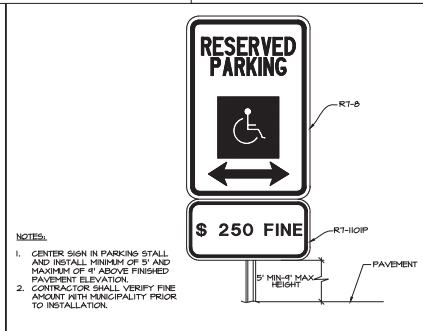 RESERVED
PARKING
R7-8
$ 250 FINE
R7-1101P
NOTES:
1. CENTER SIGN IN PARKING STALL
AND INSTALL MINIMUM OF 5' AND
MAXIMUM OF 9' ABOVE FINISHED
PAVEMENT ELEVATION.
2. CONTRACTOR SHALL VERIFY FINE
AMOUNT WITH MUNICIPALITY PRIOR
TO INSTALLATION.
5' MIN-9' MAX
HEIGHT
PAVEMENT